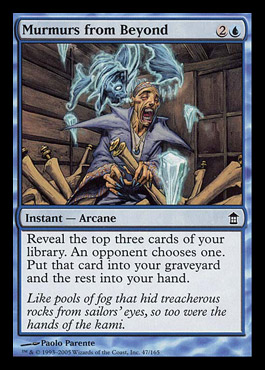 Murmurs from Beyond 2
Instant — Arcane
Reveal the top three cards of your
library. An opponent chooses one.
Put that card into your graveyard
and the rest into your hand.
Like pools of fog that hid treacherous
rocks from sailors’ eyes, so too were the
hands of the kami.
Paolo Parente
™ & © 1993–2005 Wizards of the Coast, Inc. 47/165